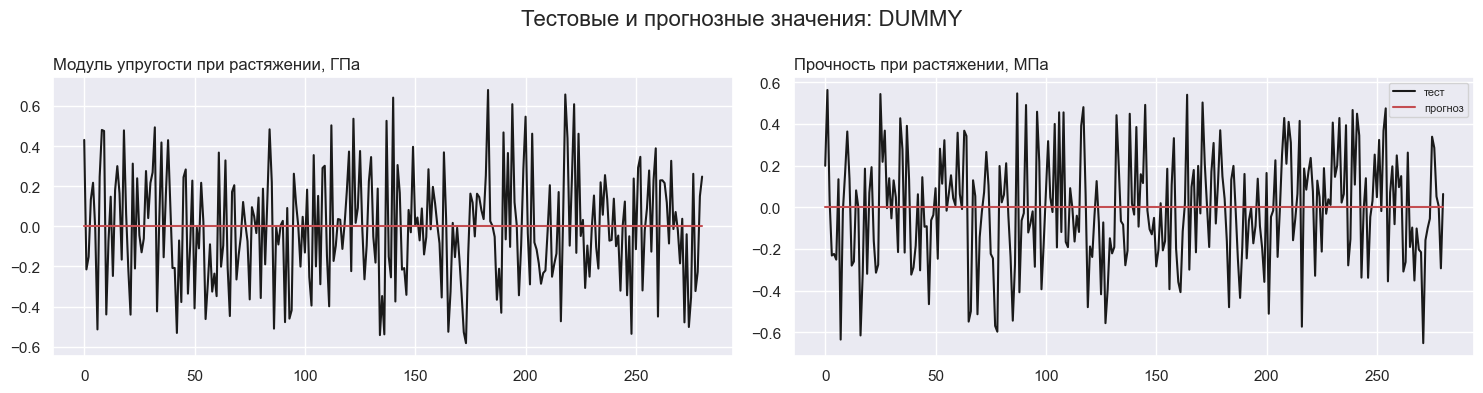 Тестовые и прогнозные значения: DUMMY
Модуль упругости при растяжении, ГПа
0.6
0.4
0.2
0.0
−0.2
−0.4
−0.6
0 50 100 150 200 250
Прочность при растяжении, МПа
тест
прогноз
0.6
0.4
0.2
0.0
−0.2
−0.4
−0.6
0 50 100 150 200 250